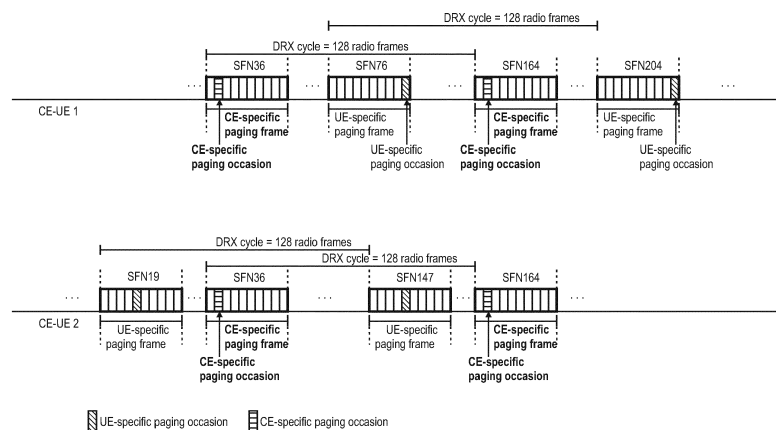 DRX cycle = 128 radio frames
DRX cycle = 128 radio frames
SFN36
SFN76
SFN164
SFN204
· · ·
· · ·
· · ·
· · ·
· · ·
CE-UE 1
CE-specific
paging frame
UE-specific
paging frame
CE-specific
paging frame
UE-specific
paging frame
CE-specific
paging occasion
UE-specific
paging occasion
CE-specific
paging occasion
UE-specific
paging occasion
DRX cycle = 128 radio frames
DRX cycle = 128 radio frames
SFN19
SFN36
SFN147
SFN164
· · ·
· · ·
· · ·
· · ·
· · ·
CE-UE 2
UE-specific
paging frame
CE-specific
paging frame
UE-specific
paging frame
CE-specific
paging frame
CE-specific
paging occasion
CE-specific
paging occasion
UE-specific paging occasion
CE-specific paging occasion